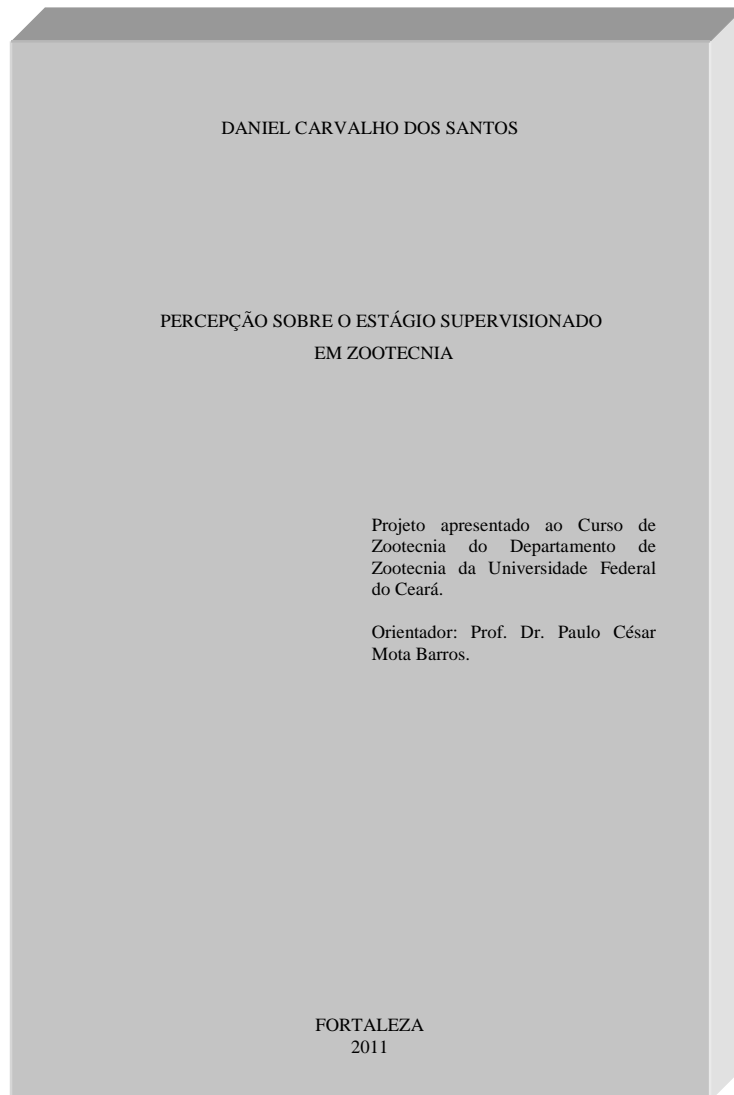 DANIEL CARVALHO DOS SANTOS
PERCEPÇÃO SOBRE O ESTÁGIO SUPERVISIONADO
EM ZOOTECNIA
Projeto apresentado ao Curso de
Zootecnia do Departamento de
Zootecnia da Universidade Federal
do Ceará.
Orientador: Prof. Dr. Paulo César
Mota Barros.
FORTALEZA
2011